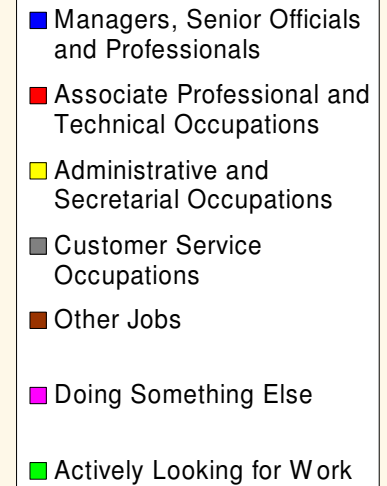 Managers, Senior Officials
and Professionals
Associate Professional and
Technical Occupations
Administrative and
Secretarial Occupations
Customer Service
Occupations
Other Jobs
Doing Something Else
Actively Looking for Work